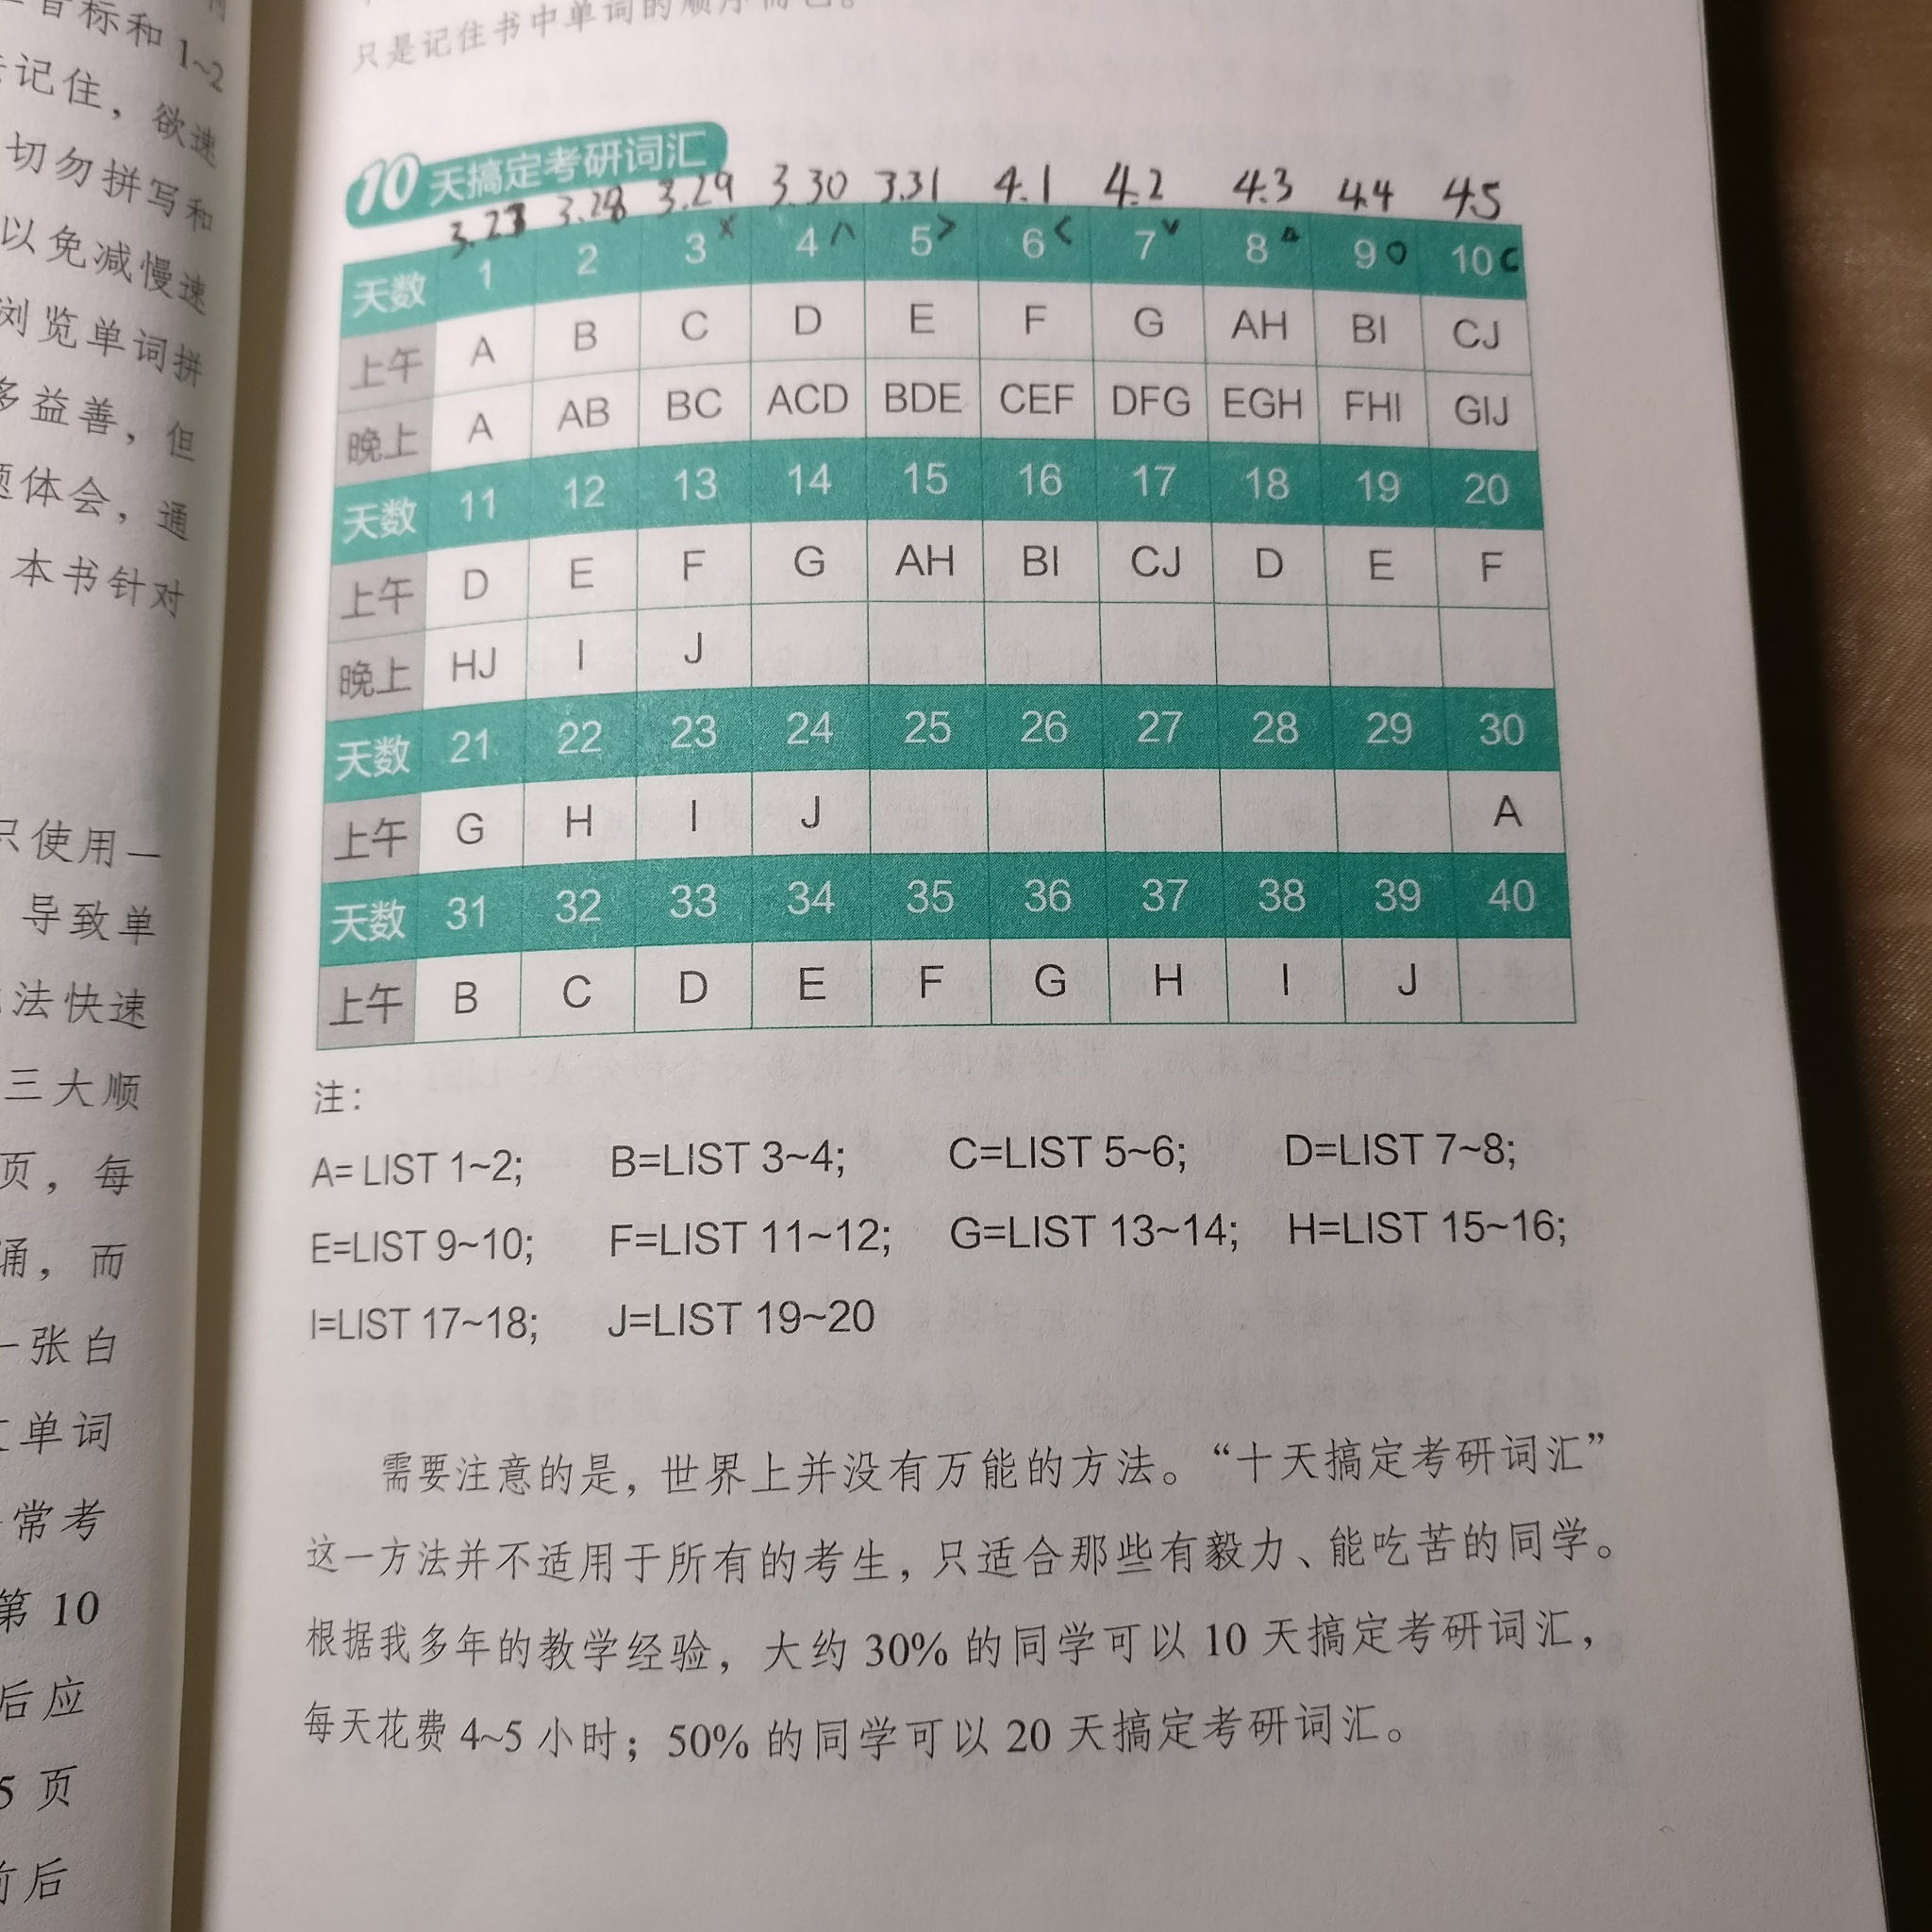 只是记住书中单词的顺序而已。
10天搞定考研词汇
3.27 3.28 3.29 3.30 3.31 4.1 4.2 4.3 4.4 4.5
天数 1 2 3 x 4 ∧ 5 > 6 < 7 v 8 △ 9 o 10 c
上午 A B C D E F G AH BI CJ
晚上 A AB BC ACD BDE CEF DFG EGH FHI GIJ
天数 11 12 13 14 15 16 17 18 19 20
上午 D E F G AH BI CJ D E F
晚上 HJ I J
天数 21 22 23 24 25 26 27 28 29 30
上午 G H I J A
天数 31 32 33 34 35 36 37 38 39 40
上午 B C D E F G H I J
注：
A= LIST 1~2; B=LIST 3~4; C=LIST 5~6; D=LIST 7~8;
E=LIST 9~10; F=LIST 11~12; G=LIST 13~14; H=LIST 15~16;
I=LIST 17~18; J=LIST 19~20
需要注意的是，世界上并没有万能的方法。“十天搞定考研词汇”
这一方法并不适用于所有的考生，只适合那些有毅力、能吃苦的同学。
根据我多年的教学经验，大约 30% 的同学可以 10 天搞定考研词汇，
每天花费 4~5 小时；50% 的同学可以 20 天搞定考研词汇。
音标和 1~2
记住，欲速
切勿拼写和
以免减慢速
浏览单词拼
多益善，但
题体会，通
本书针对
只使用一
导致单
法快速
三大顺
页，每
诵，而
一张白
单词
常考
第 10
后应
5 页
前后